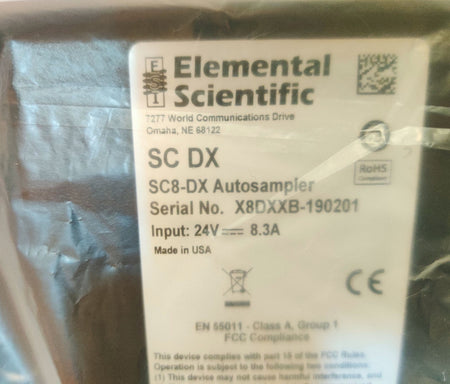 E
S
I
Elemental
Scientific
7277 World Communications Drive
Omaha, NE 68122
SC DX
RoHS
Compliant
SC8-DX Autosampler
Serial No. X8DXXB-190201
Input: 24V⎓ 8.3A
Made in USA
CE
EN 55011 - Class A, Group 1
FCC Compliance
This device complies with part 15 of the FCC Rules.
Operation is subject to the following two conditions:
(1) This device may not cause harmful interference, and